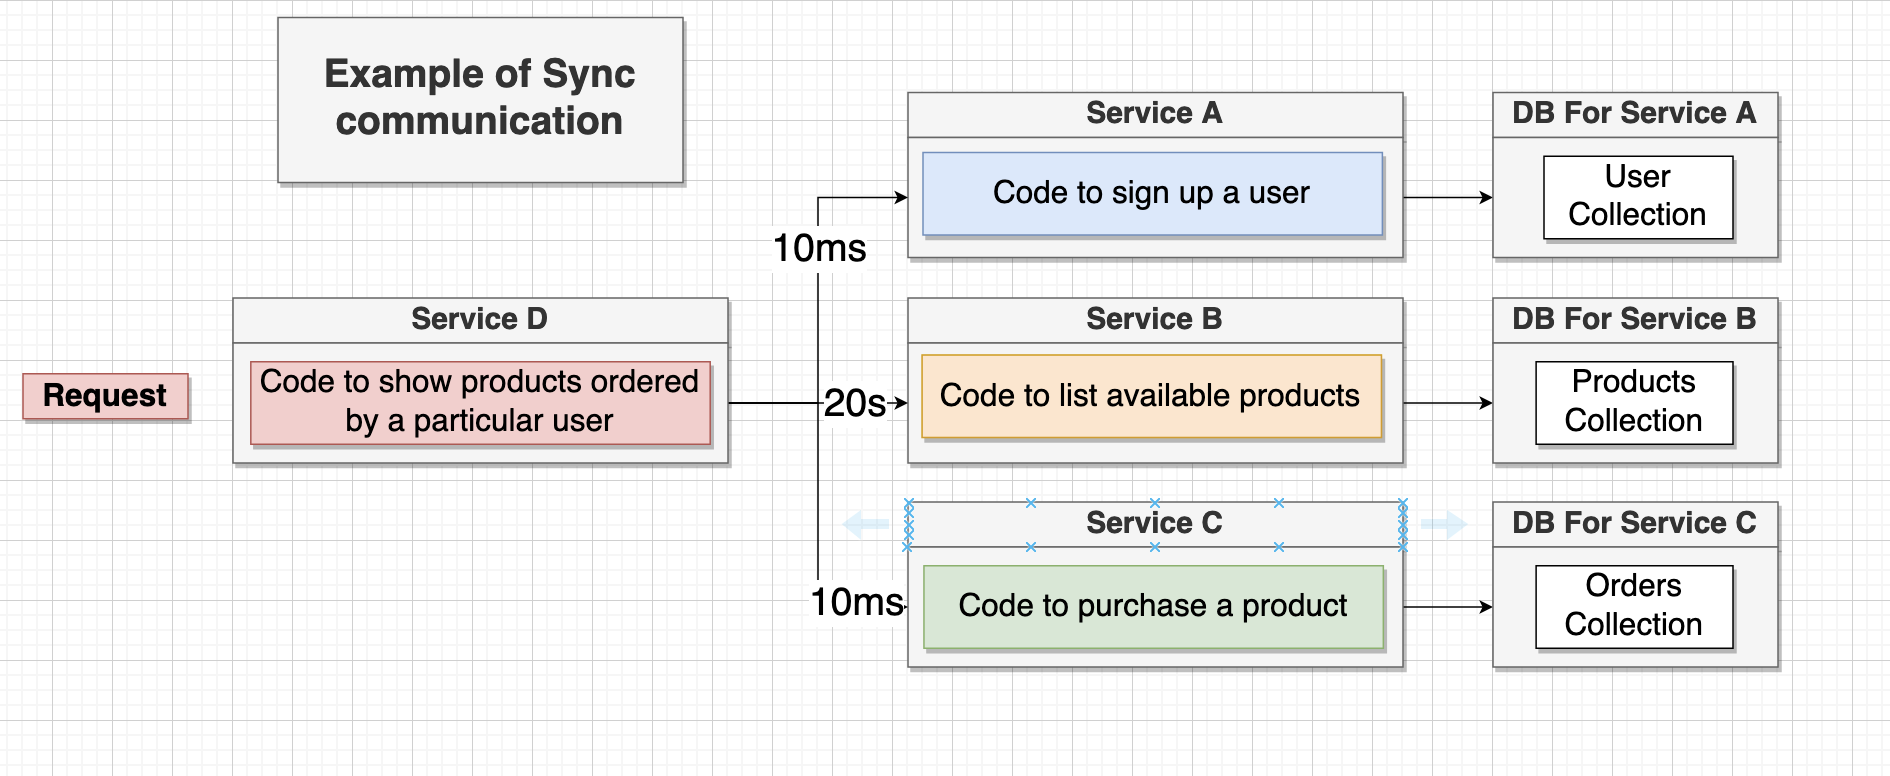 Example of Sync
communication
Service A
Code to sign up a user
DB For Service A
User
Collection
10ms
Service D
Code to show products ordered
by a particular user
Request
20s
Service B
Code to list available products
DB For Service B
Products
Collection
Service C
Code to purchase a product
10ms
DB For Service C
Orders
Collection